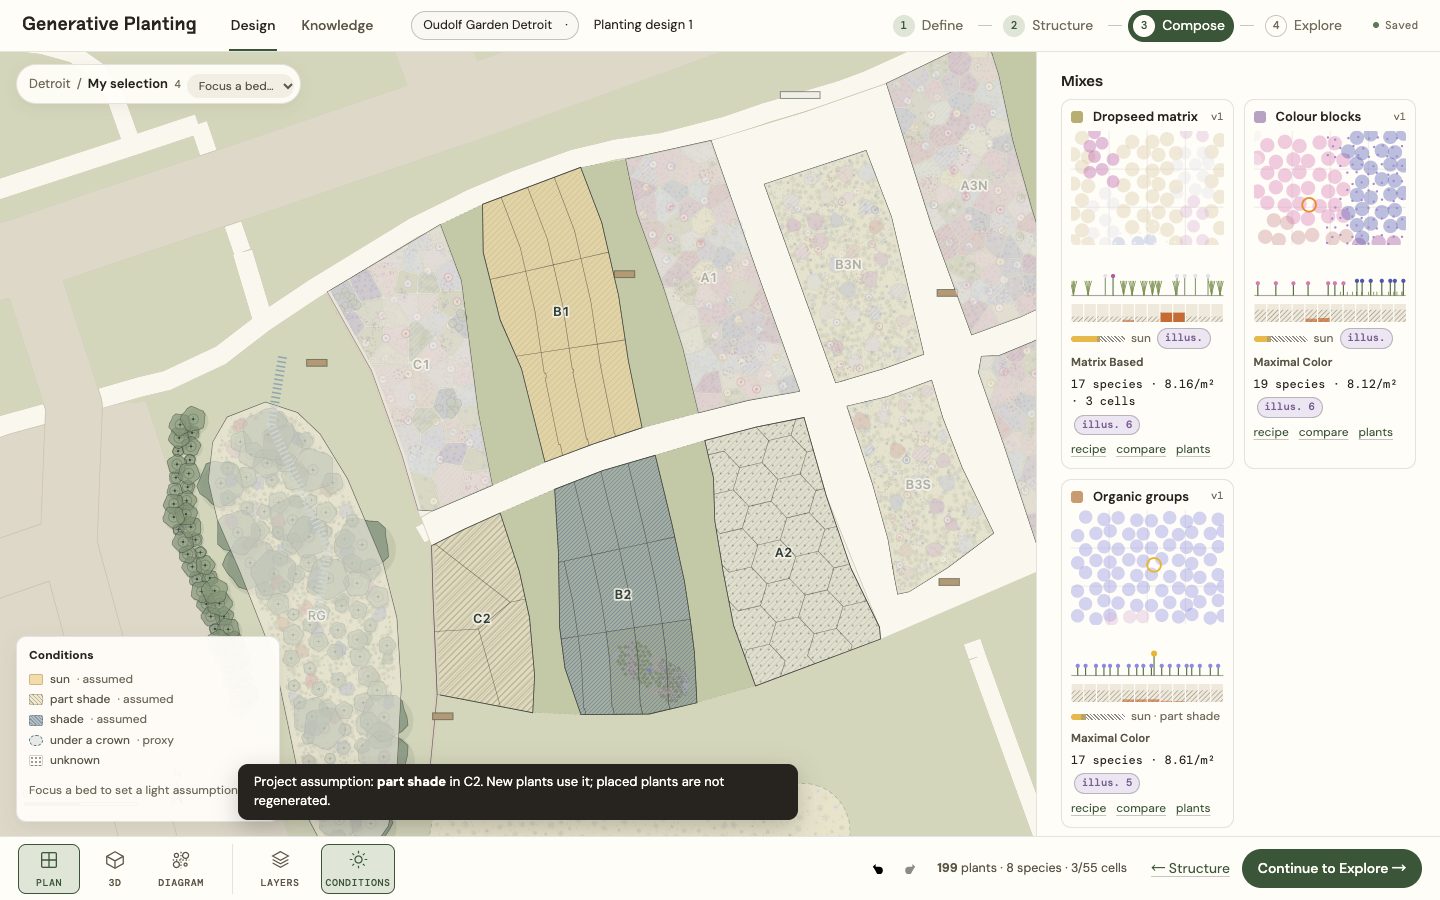 Generative Planting
Design
Knowledge
Oudolf Garden Detroit ·
Planting design 1
1 Define
2 Structure
3 Compose
4 Explore
Saved
Detroit / My selection 4 Focus a bed…
A3N
B3N
A1
B1
C1
B3S
A2
B2
C2
RG
Conditions
sun · assumed
part shade · assumed
shade · assumed
under a crown · proxy
unknown
Focus a bed to set a light assumption
Project assumption: part shade in C2. New plants use it; placed plants are not
regenerated.
Mixes
Dropseed matrix v1
sun illus.
Matrix Based
17 species · 8.16/m²
· 3 cells
illus. 6
recipe compare plants
Colour blocks v1
sun illus.
Maximal Color
19 species · 8.12/m²
illus. 6
recipe compare plants
Organic groups v1
sun · part shade
Maximal Color
17 species · 8.61/m²
illus. 5
recipe compare plants
PLAN
3D
DIAGRAM
LAYERS
CONDITIONS
199 plants · 8 species · 3/55 cells
← Structure
Continue to Explore →